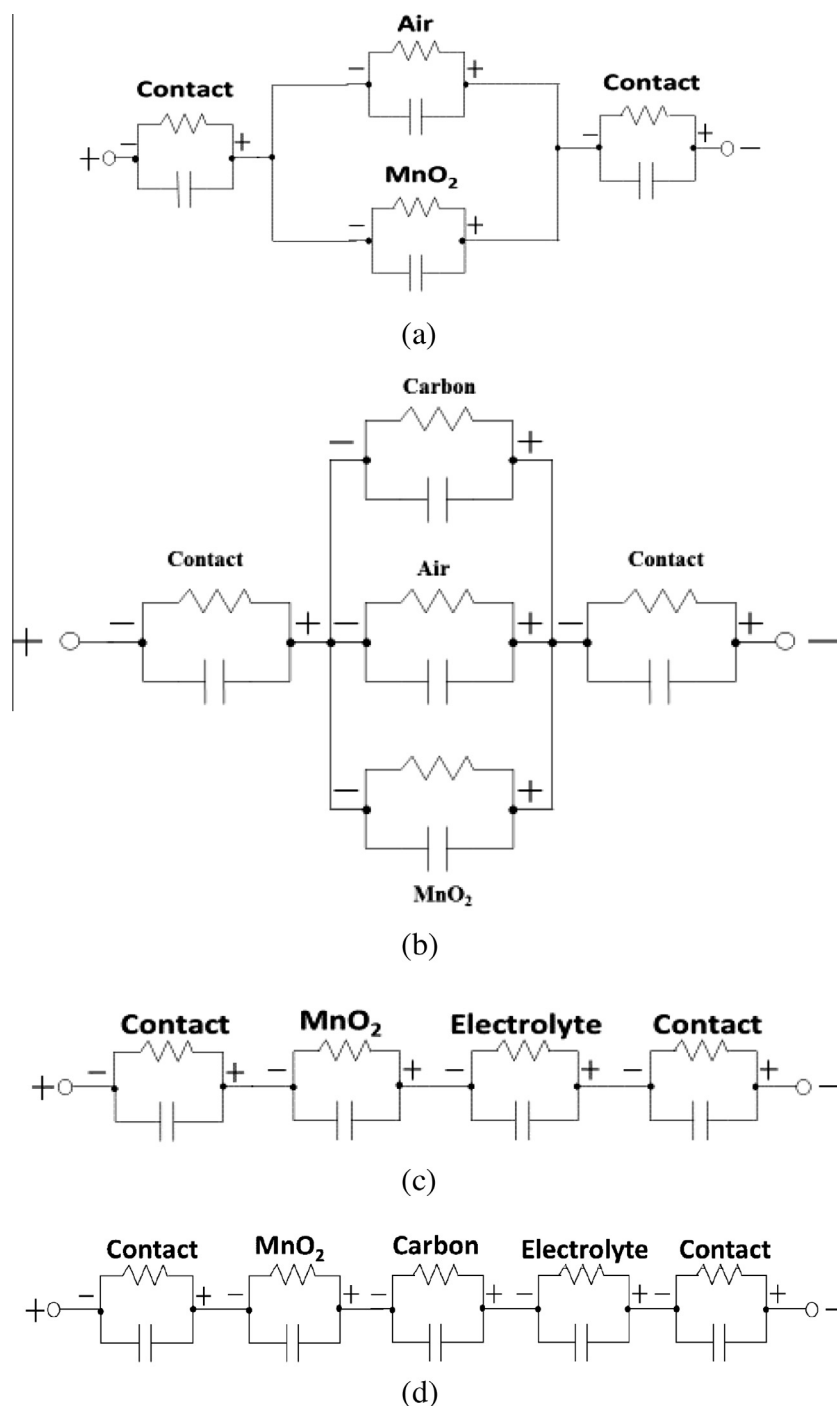 Air
− +
Contact
− +
+ −
Contact
− +
MnO₂
− +
(a)
Carbon
− +
Contact
− +
Air
− +
Contact
− +
+ −
− +
MnO₂
(b)
Contact MnO₂ Electrolyte Contact
+ − + − + − + − + −
(c)
Contact MnO₂ Carbon Electrolyte Contact
+ − + − + − + − + − + −
(d)